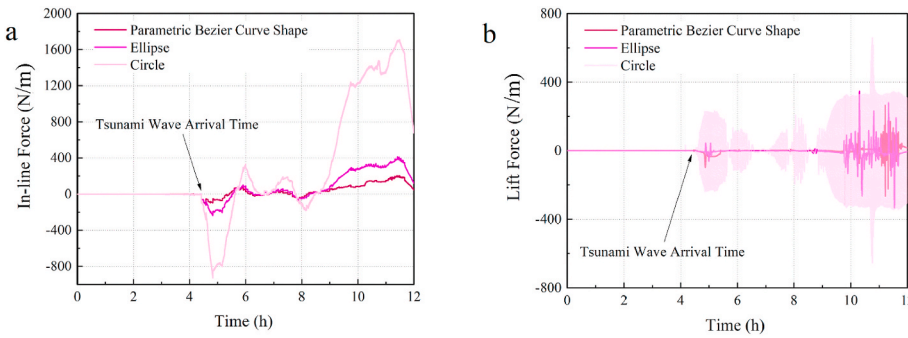 a
In-line Force (N/m)
2000
1600
1200
800
400
0
-400
-800
Parametric Bezier Curve Shape
Ellipse
Circle
Tsunami Wave Arrival Time
0 2 4 6 8 10 12
Time (h)
b
Lift Force (N/m)
800
400
0
-400
-800
Parametric Bezier Curve Shape
Ellipse
Circle
Tsunami Wave Arrival Time
0 2 4 6 8 10
Time (h)